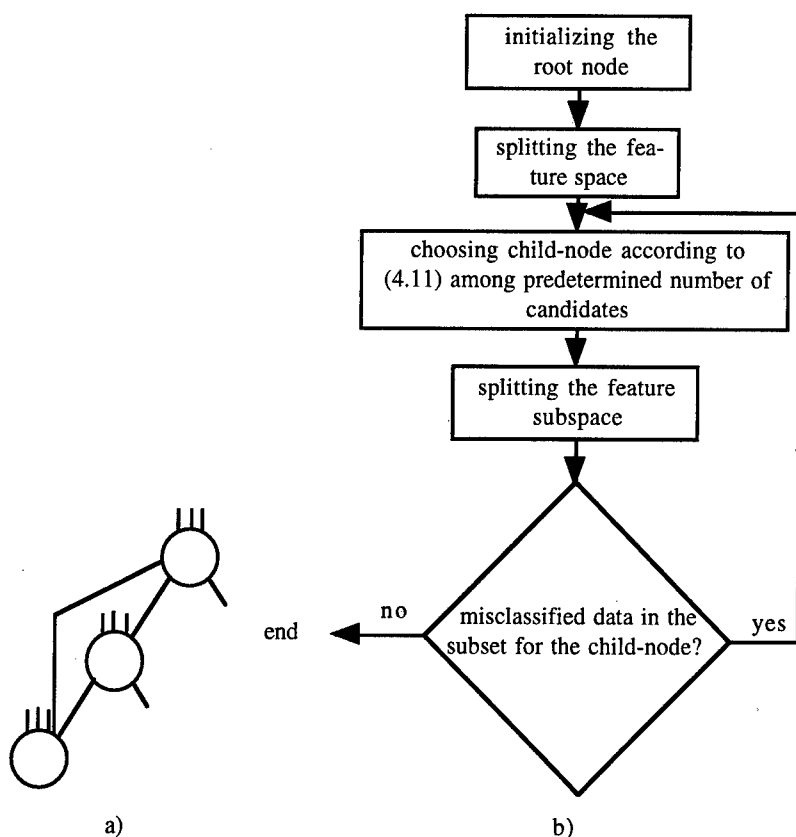 initializing the
root node
splitting the fea-
ture space
choosing child-node according to
(4.11) among predetermined number of
candidates
splitting the feature
subspace
misclassified data in the
subset for the child-node?
no
yes
end
a)
b)